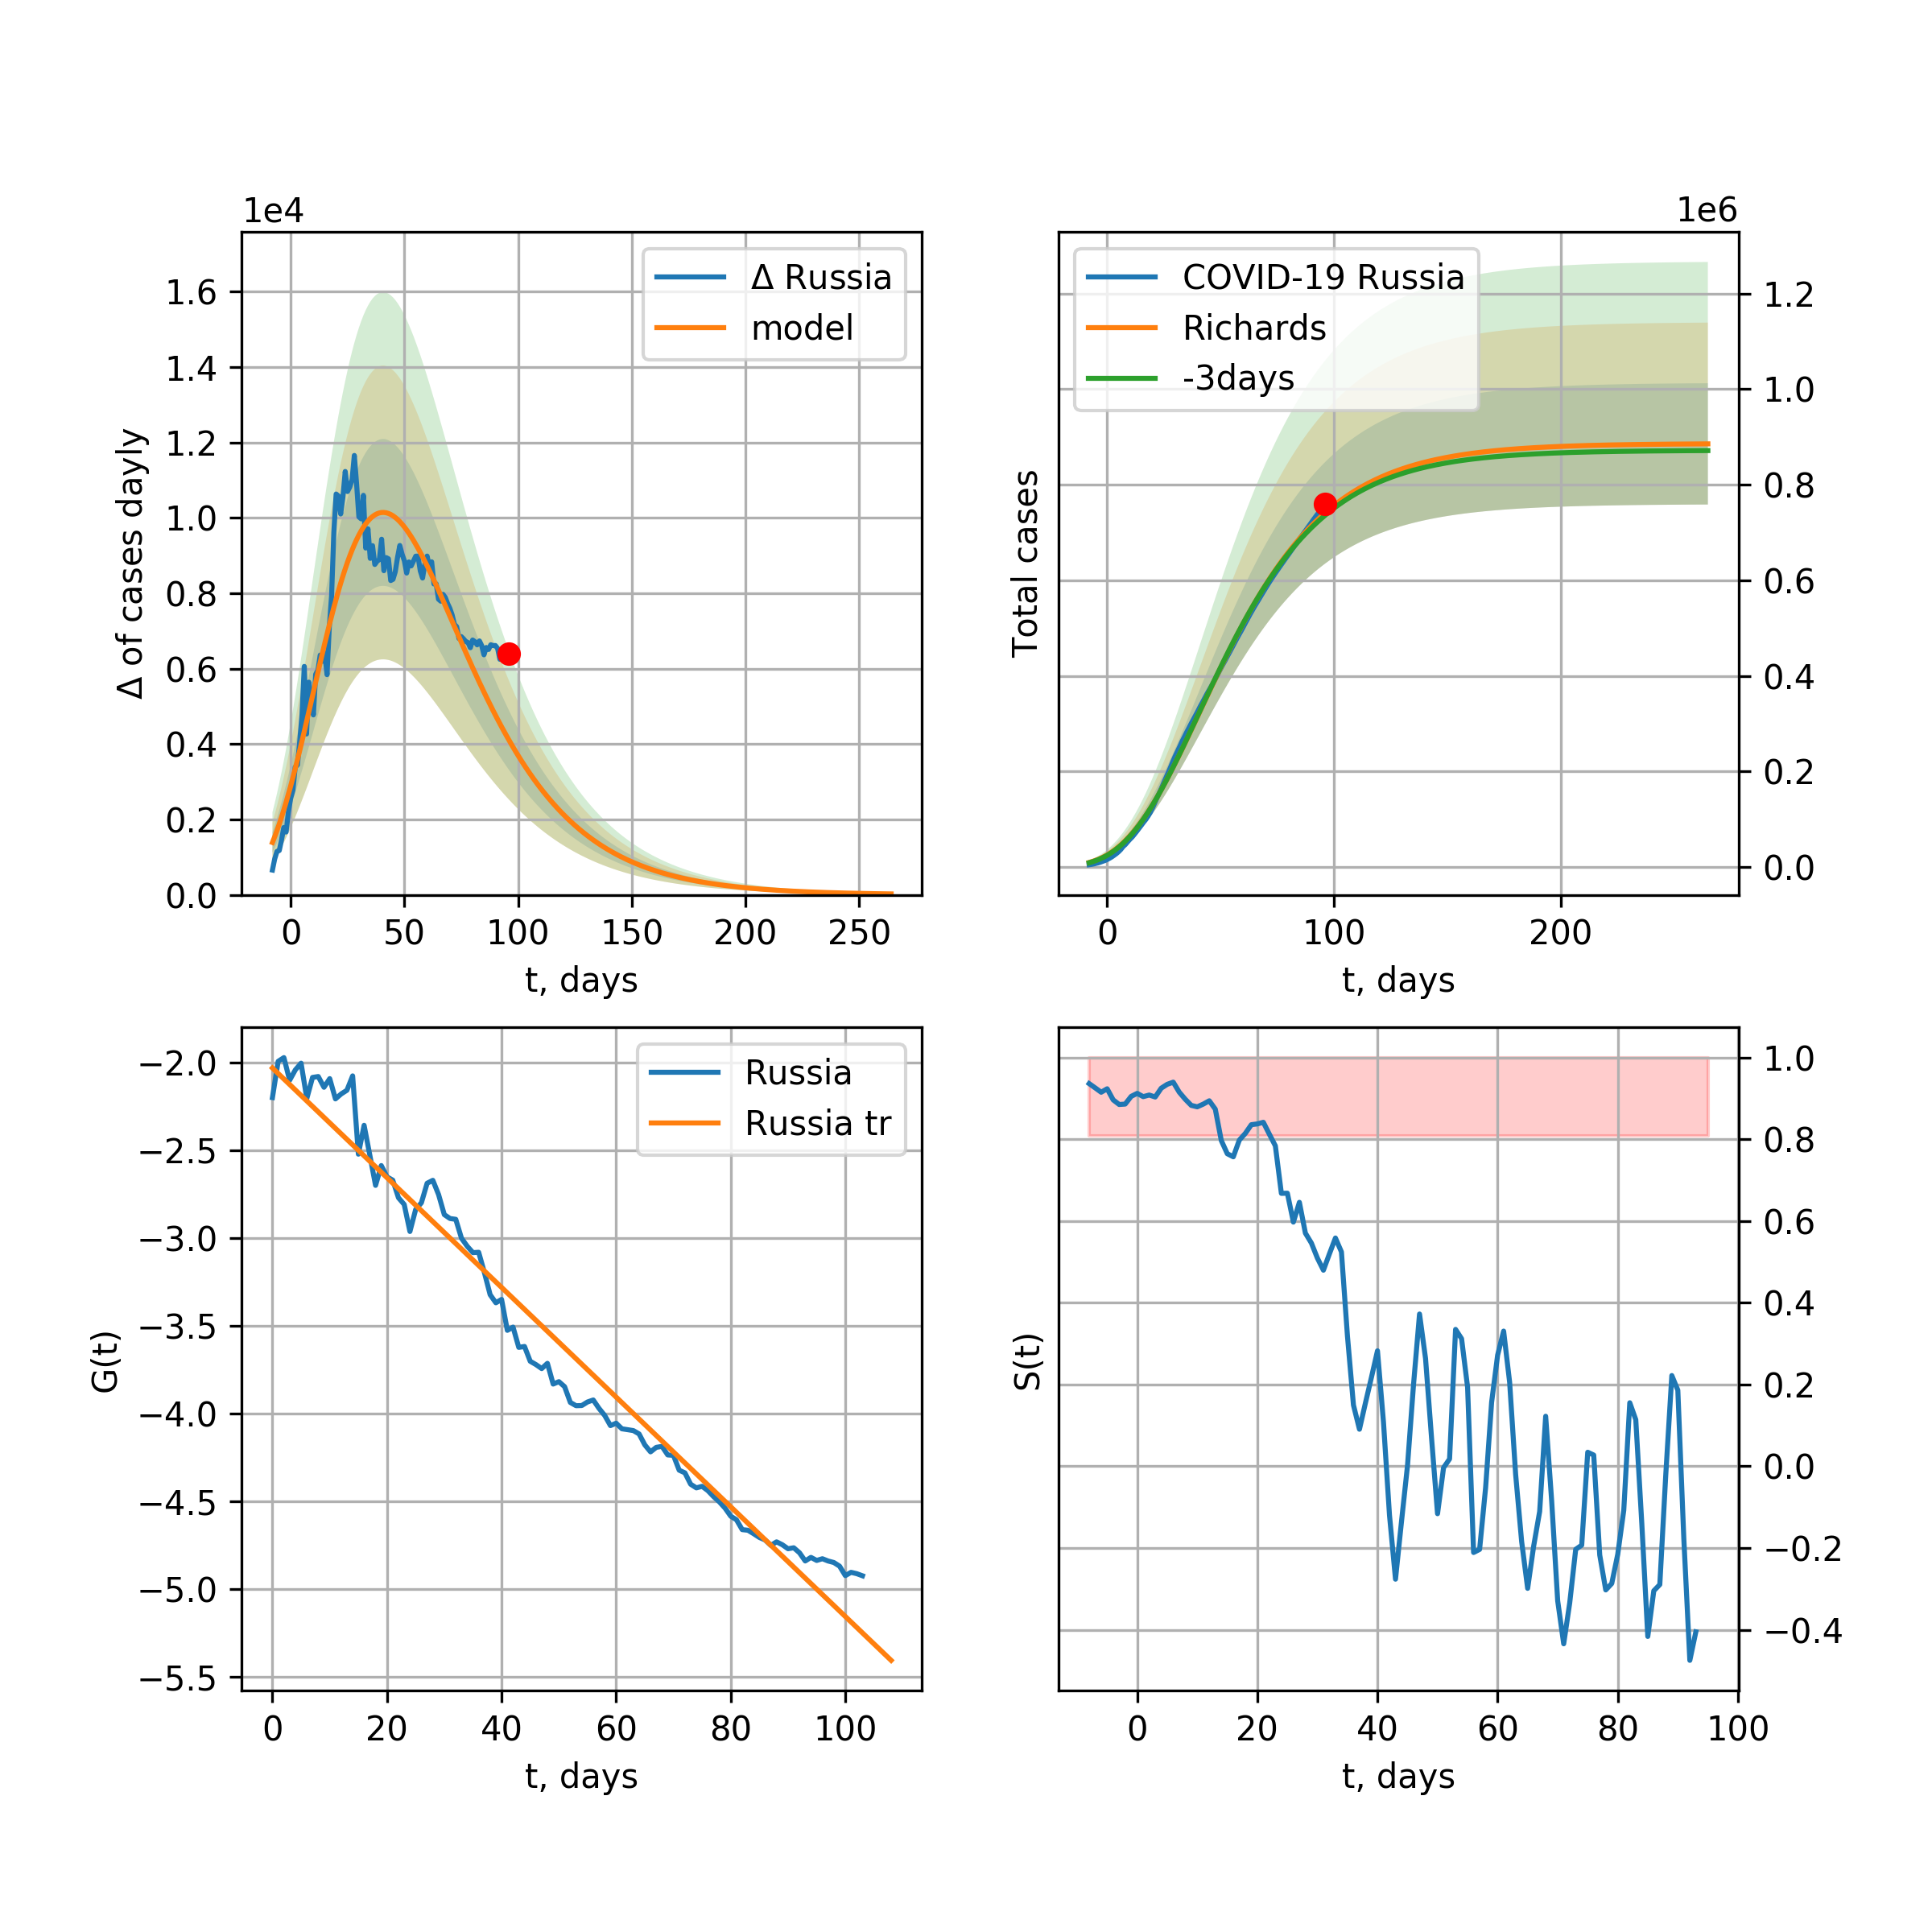 1e4
Δ of cases dayly
1.6
1.4
1.2
1.0
0.8
0.6
0.4
0.2
0.0
Δ Russia
model
0 50 100 150 200 250
t, days
1e6
Total cases
COVID-19 Russia
Richards
-3days
1.2
1.0
0.8
0.6
0.4
0.2
0.0
0 100 200
t, days
G(t)
−2.0
−2.5
−3.0
−3.5
−4.0
−4.5
−5.0
−5.5
Russia
Russia tr
0 20 40 60 80 100
t, days
S(t)
1.0
0.8
0.6
0.4
0.2
0.0
−0.2
−0.4
0 20 40 60 80 100
t, days